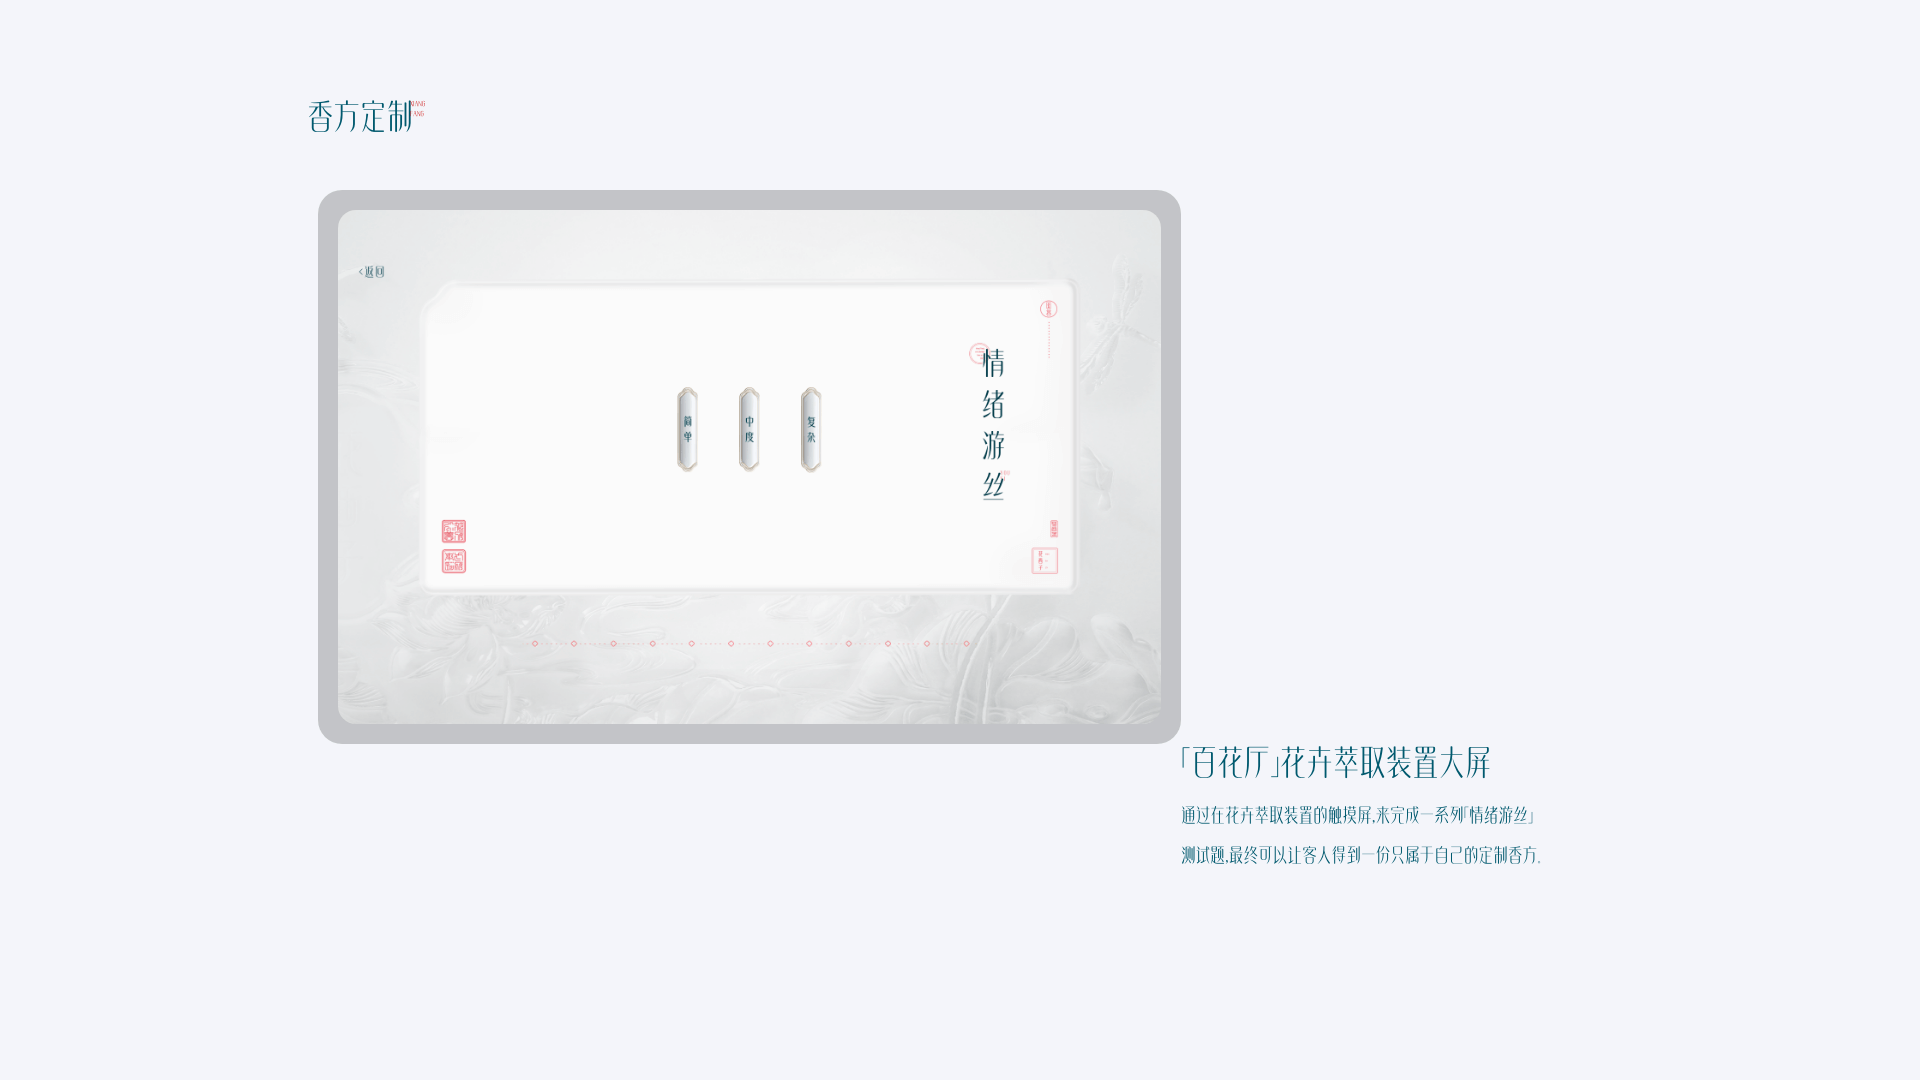 香方定制
XIANG
FANG
<返回
情绪游丝
复杂
中度
简单
「百花厅」花卉萃取装置大屏
通过在花卉萃取装置的触摸屏,来完成一系列「情绪游丝」
测试题,最终可以让客人得到一份只属于自己的定制香方。